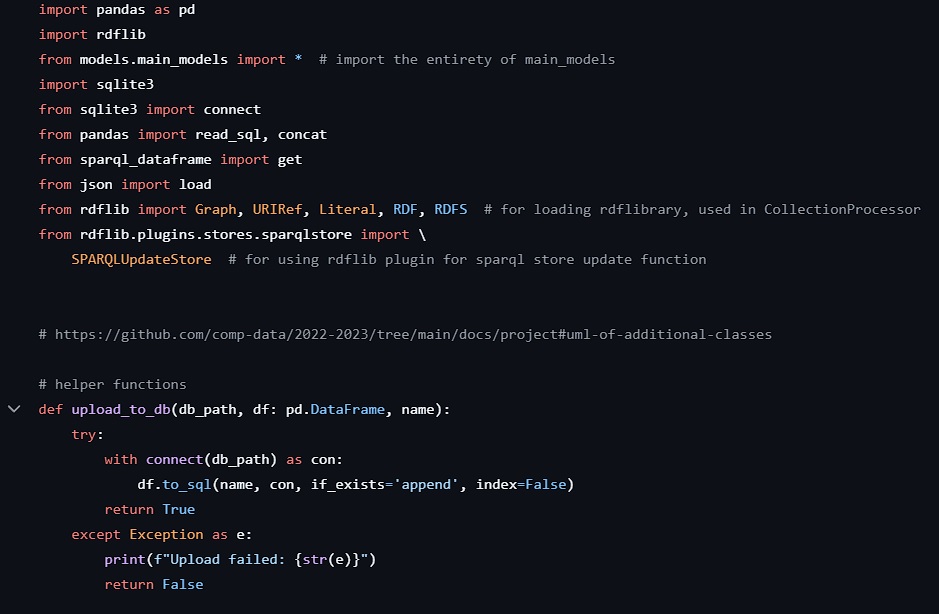 import pandas as pd
import rdflib
from models.main_models import *  # import the entirety of main_models
import sqlite3
from sqlite3 import connect
from pandas import read_sql, concat
from sparql_dataframe import get
from json import load
from rdflib import Graph, URIRef, Literal, RDF, RDFS  # for loading rdflibrary, used in CollectionProcessor
from rdflib.plugins.stores.sparqlstore import \
    SPARQLUpdateStore  # for using rdflib plugin for sparql store update function
# https://github.com/comp-data/2022-2023/tree/main/docs/project#uml-of-additional-classes
# helper functions
def upload_to_db(db_path, df: pd.DataFrame, name):
    try:
        with connect(db_path) as con:
            df.to_sql(name, con, if_exists='append', index=False)
        return True
    except Exception as e:
        print(f"Upload failed: {str(e)}")
        return False